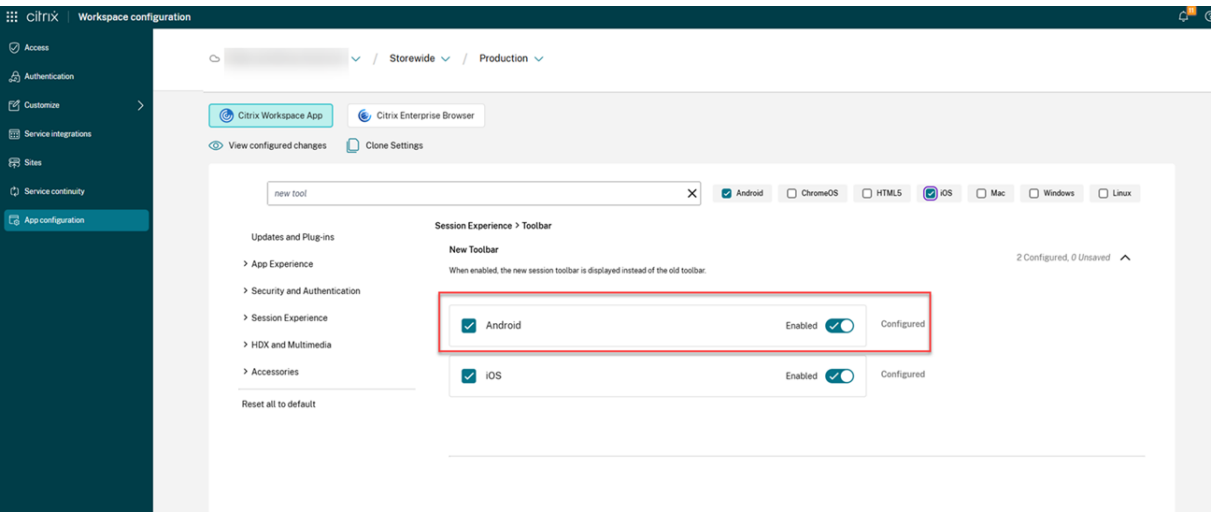 citrix Workspace configuration 11
Access
Authentication
Customize
Service integrations
Sites
Service continuity
App configuration
/ Storewide / Production
Citrix Workspace App Citrix Enterprise Browser
View configured changes Clone Settings
new tool Android ChromeOS HTML5 iOS Mac Windows Linux
Updates and Plug-ins
> App Experience
> Security and Authentication
> Session Experience
> HDX and Multimedia
> Accessories
Reset all to default
Session Experience > Toolbar
New Toolbar
When enabled, the new session toolbar is displayed instead of the old toolbar.
2 Configured, 0 Unsaved
Android Enabled Configured
iOS Enabled Configured